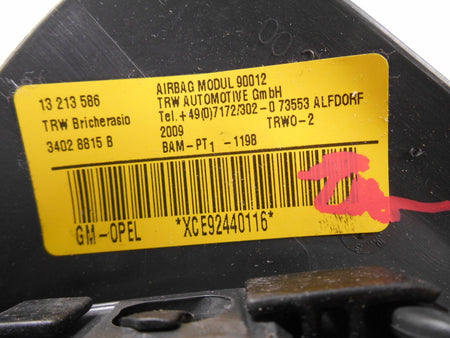 AIRBAG MODUL 90012
13 213 586
TRW AUTOMOTIVE GmbH
TRW Bricherasio
Tel.+49(0)7172/302-0 73553 ALFDORF
3402 8815 B
2009
TRWO-2
BAM-PT1 -119B
GM-OPEL
*XCE92440116*